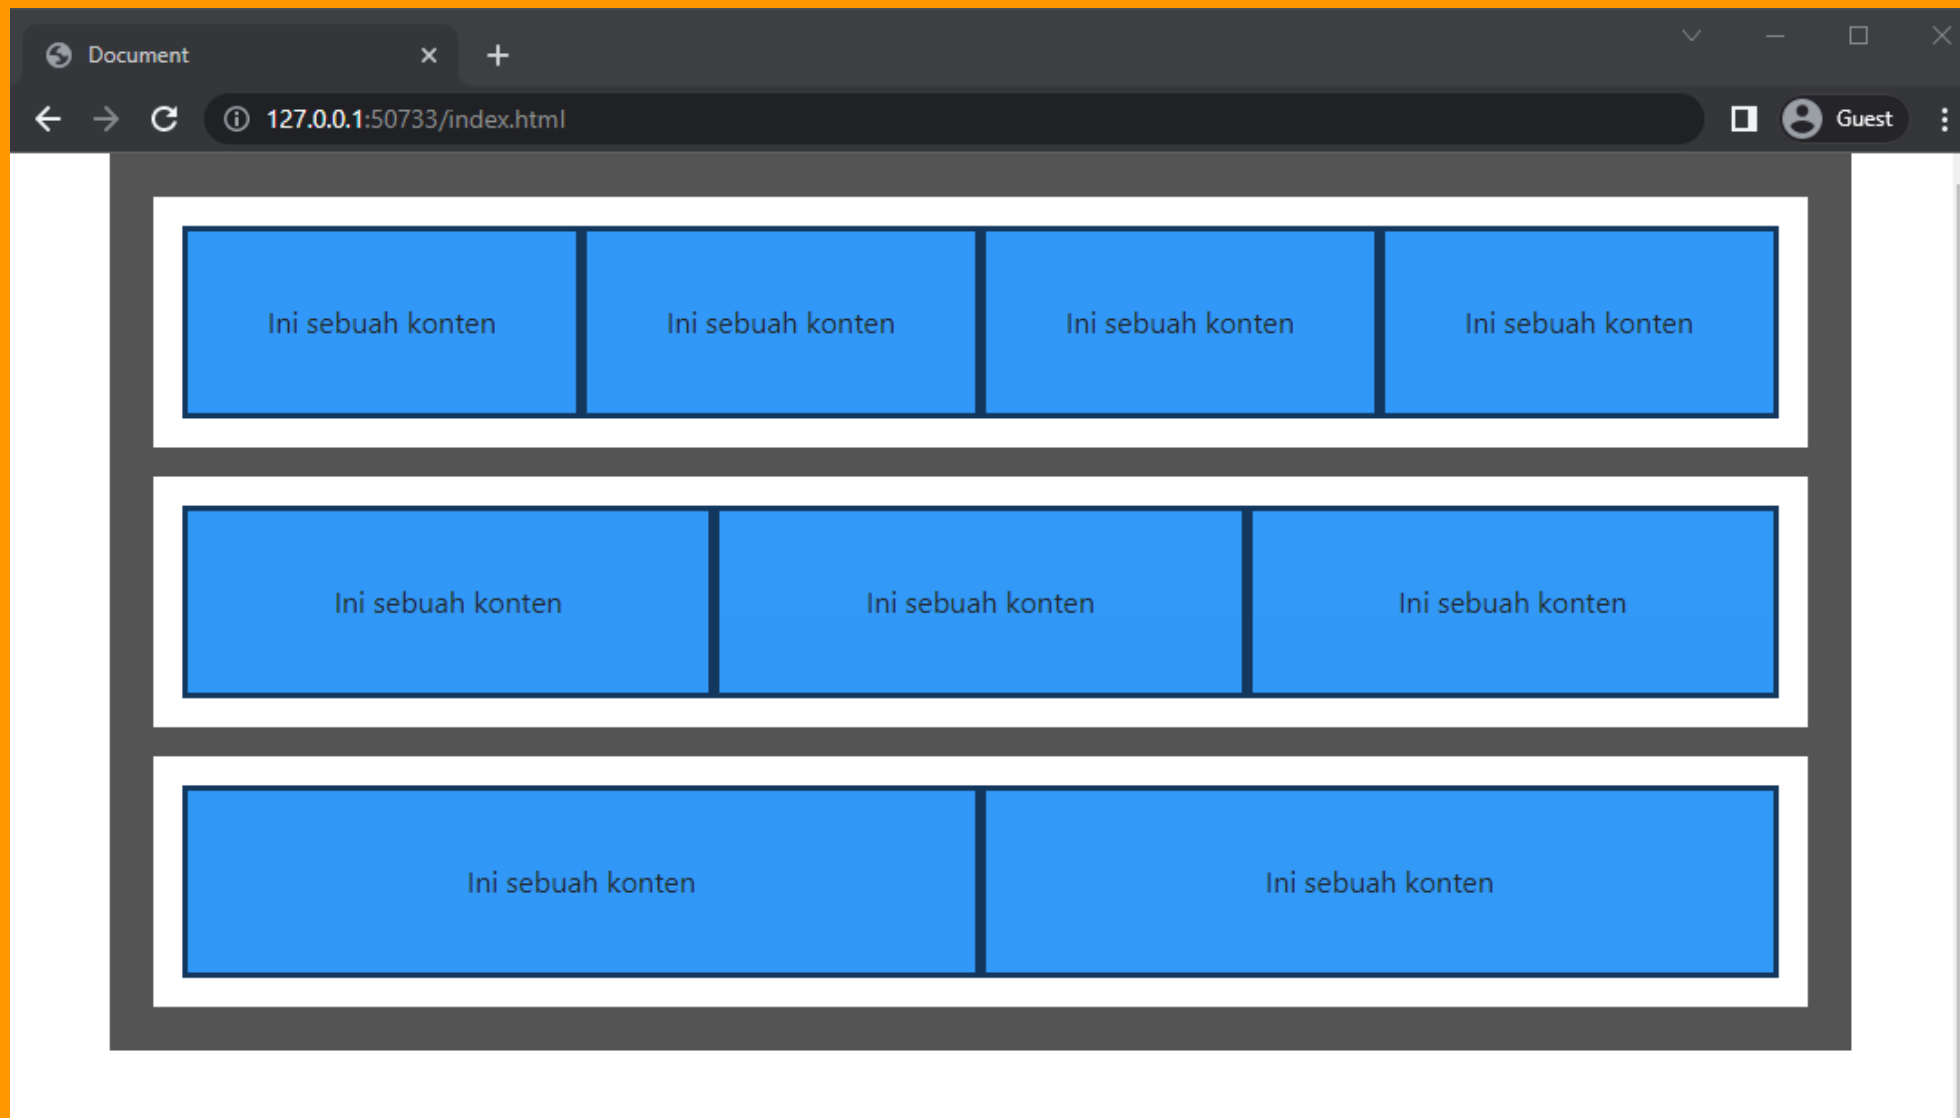 Document
127.0.0.1:50733/index.html
Guest
Ini sebuah konten Ini sebuah konten Ini sebuah konten Ini sebuah konten
Ini sebuah konten Ini sebuah konten Ini sebuah konten
Ini sebuah konten Ini sebuah konten